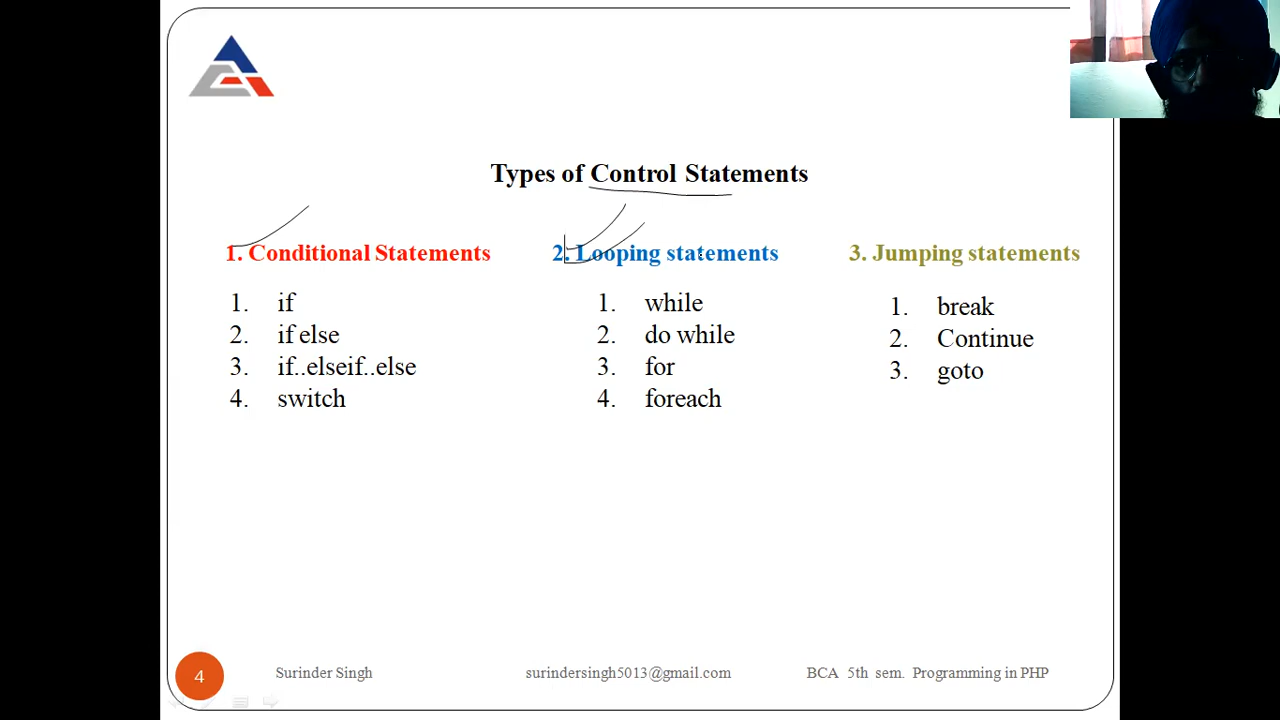 Types of Control Statements
1. Conditional Statements
1. if
2. if else
3. if..elseif..else
4. switch
2. Looping statements
1. while
2. do while
3. for
4. foreach
3. Jumping statements
1. break
2. Continue
3. goto
4
Surinder Singh
surindersingh5013@gmail.com
BCA 5th sem. Programming in PHP